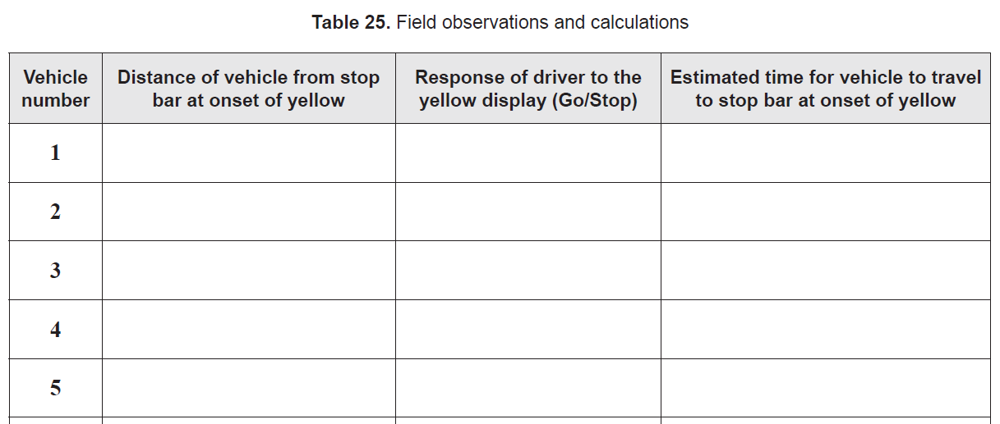 Table 25. Field observations and calculations
Vehicle number
Distance of vehicle from stop bar at onset of yellow
Response of driver to the yellow display (Go/Stop)
Estimated time for vehicle to travel to stop bar at onset of yellow
1
2
3
4
5